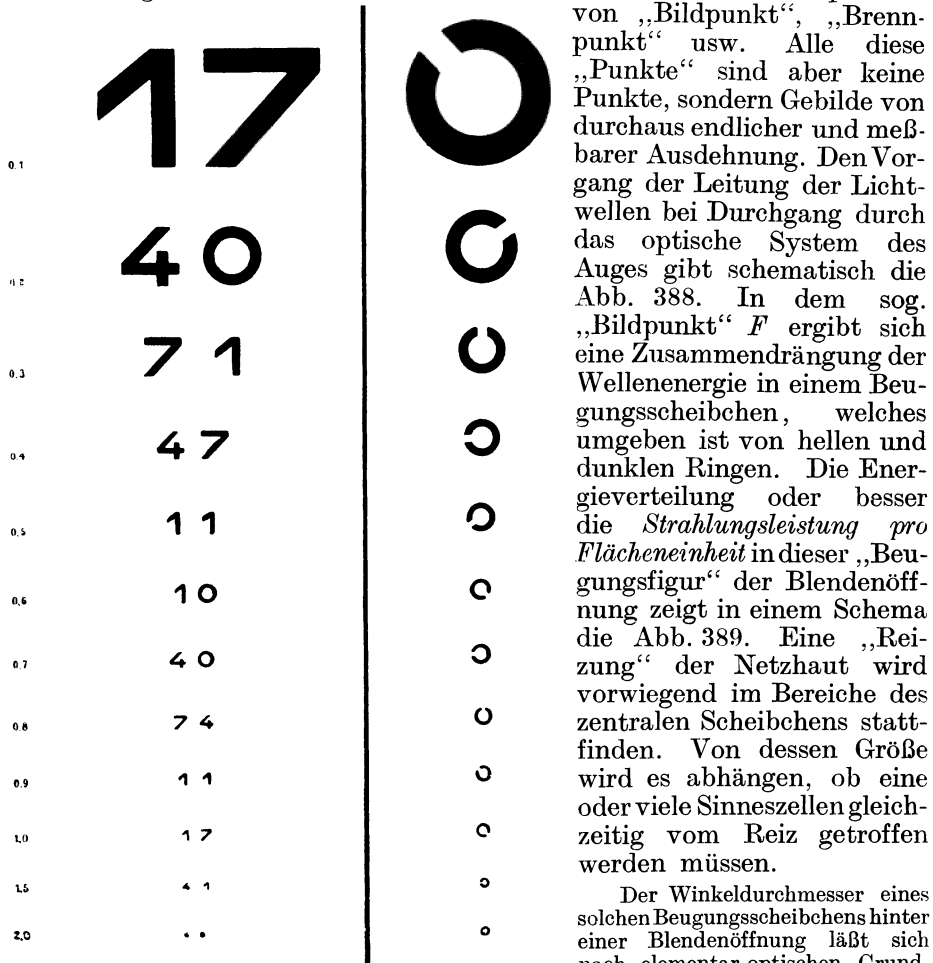 0,1 17
0,2 40
0,3 71
0,4 47
0,5 11
0,6 10
0,7 40
0,8 74
0,9 11
1,0 17
1,5 41
2,0
von ,,Bildpunkt“, ,,Brenn-
punkt“ usw. Alle diese
,,Punkte“ sind aber keine
Punkte, sondern Gebilde von
durchaus endlicher und meß-
barer Ausdehnung. Den Vor-
gang der Leitung der Licht-
wellen bei Durchgang durch
das optische System des
Auges gibt schematisch die
Abb. 388. In dem sog.
,,Bildpunkt“ F ergibt sich
eine Zusammendrängung der
Wellenenergie in einem Beu-
gungsscheibchen, welches
umgeben ist von hellen und
dunklen Ringen. Die Ener-
gieverteilung oder besser
die Strahlungsleistung pro
Flächeneinheit in dieser ,,Beu-
gungsfigur“ der Blendenöff-
nung zeigt in einem Schema
die Abb. 389. Eine ,,Rei-
zung“ der Netzhaut wird
vorwiegend im Bereiche des
zentralen Scheibchens statt-
finden. Von dessen Größe
wird es abhängen, ob eine
oder viele Sinneszellen gleich-
zeitig vom Reiz getroffen
werden müssen.
Der Winkeldurchmesser eines
solchen Beugungsscheibchens hinter
einer Blendenöffnung läßt sich